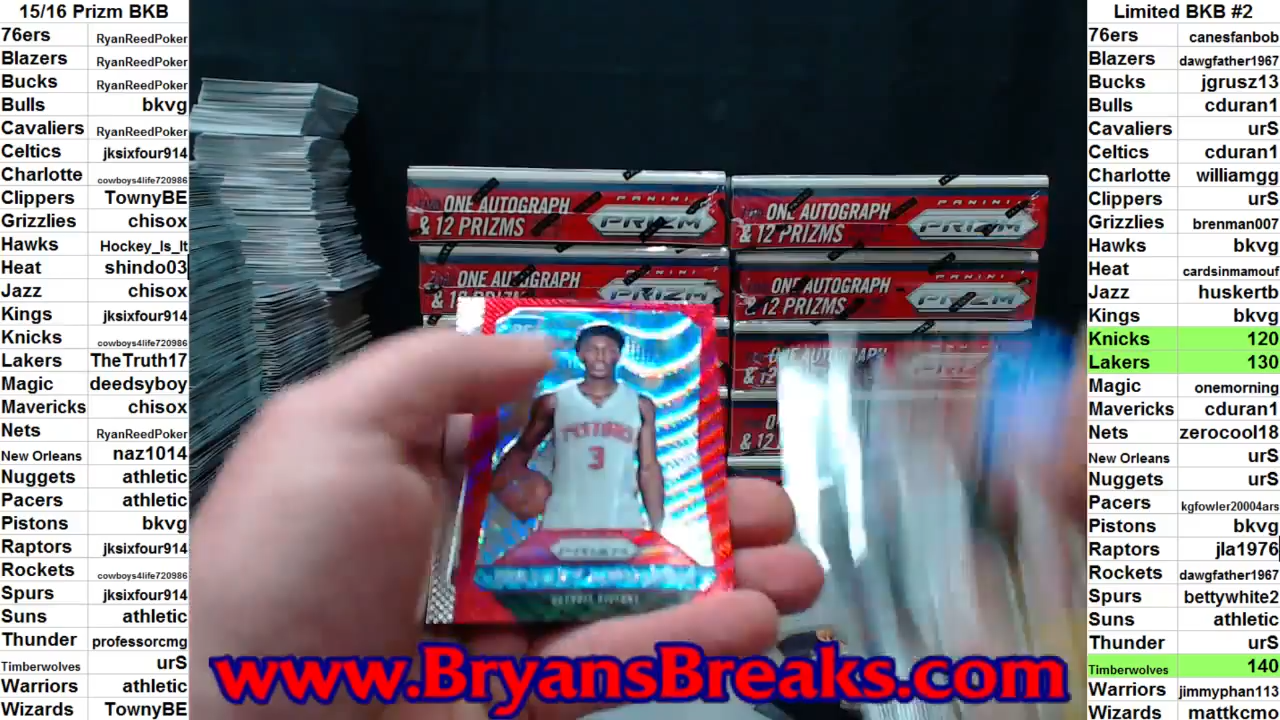 15/16 Prizm BKB
76ers RyanReedPoker
Blazers RyanReedPoker
Bucks RyanReedPoker
Bulls bkvg
Cavaliers RyanReedPoker
Celtics jksixfour914
Charlotte cowboys4life720986
Clippers TownyBE
Grizzlies chisox
Hawks Hockey_Is_It
Heat shindo03
Jazz chisox
Kings jksixfour914
Knicks cowboys4life720986
Lakers TheTruth17
Magic deedsyboy
Mavericks chisox
Nets RyanReedPoker
New Orleans naz1014
Nuggets athletic
Pacers athletic
Pistons bkvg
Raptors jksixfour914
Rockets cowboys4life720986
Spurs jksixfour914
Suns athletic
Thunder professorcmg
Timberwolves urS
Warriors athletic
Wizards TownyBE
ONE AUTOGRAPH
& 12 PRIZMS
PANINI
PRIZM
ONE AUTOGRAPH
& 12 PRIZMS
PANINI
PRIZM
ONE AUTOGRAPH
PANINI
PRIZM
ONE AUTOGRAPH
& 12 PRIZMS
PANINI
PRIZM
PISTONS
3
PRIZM
DETROIT PISTONS
www.BryansBreaks.com
Limited BKB #2
76ers canesfanbob
Blazers dawgfather1967
Bucks jgrusz13
Bulls cduran1
Cavaliers urS
Celtics cduran1
Charlotte williamgg
Clippers urS
Grizzlies brenman007
Hawks bkvg
Heat cardsinmamouf
Jazz huskertb
Kings bkvg
Knicks 120
Lakers 130
Magic onemorning
Mavericks cduran1
Nets zerocool18
New Orleans urS
Nuggets urS
Pacers kgfowler20004ars
Pistons bkvg
Raptors jla1976
Rockets dawgfather1967
Spurs bettywhite2
Suns athletic
Thunder urS
Timberwolves 140
Warriors jimmyphan113
Wizards mattkcmo